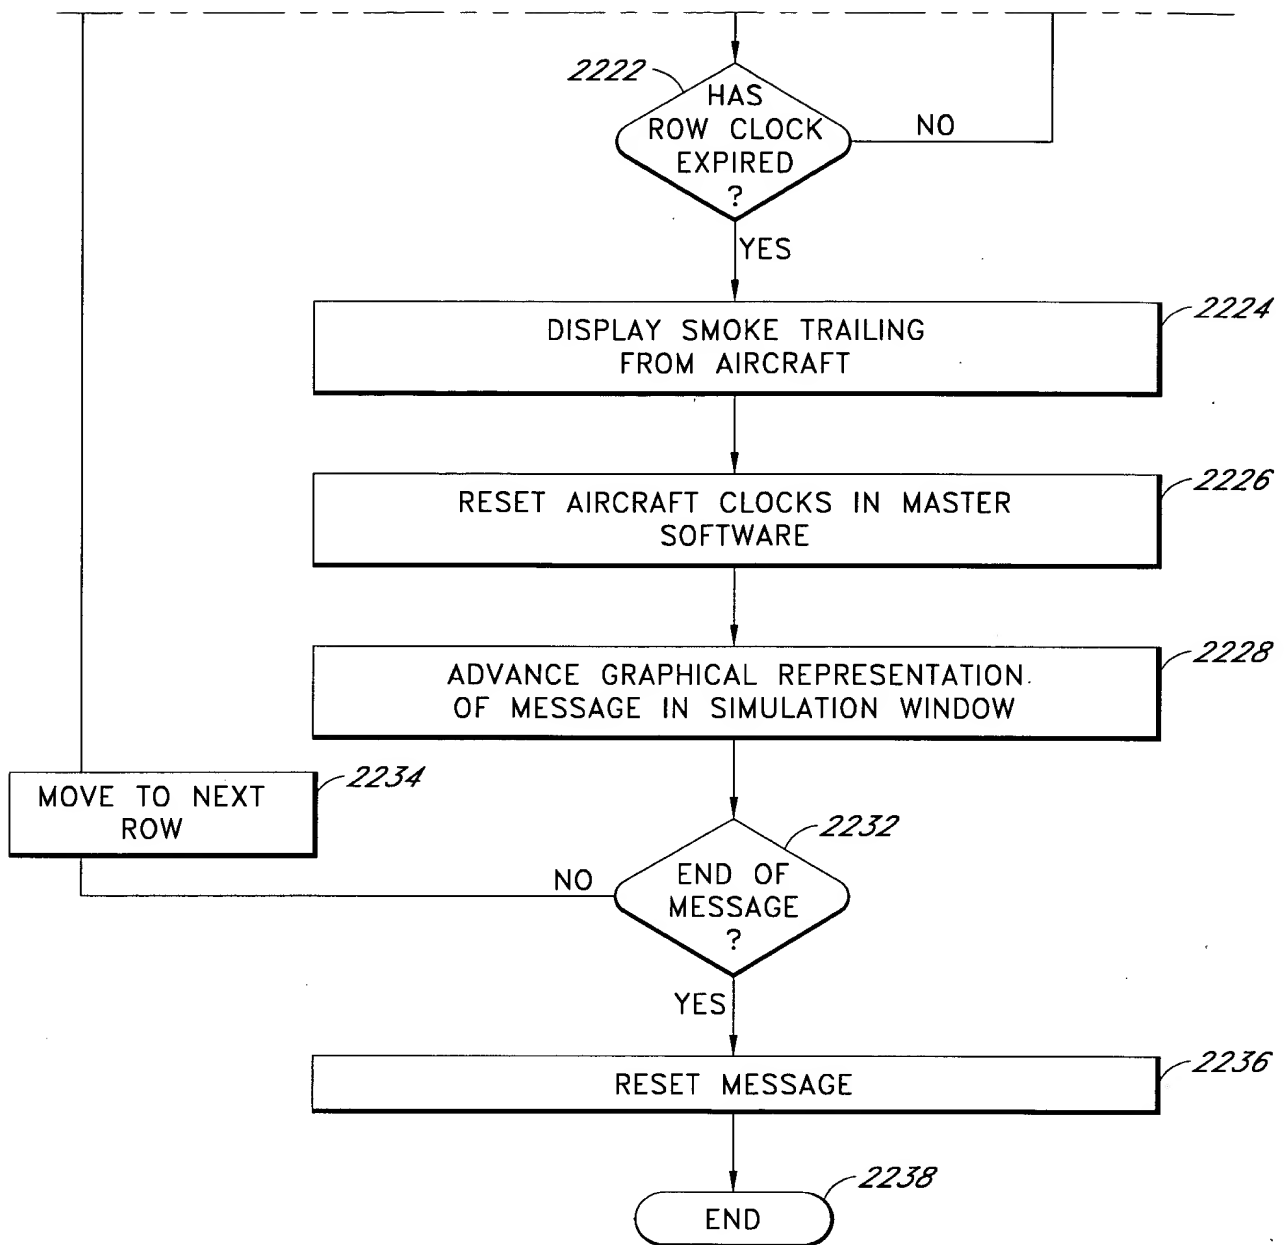 2222
HAS
ROW CLOCK
EXPIRED
?
NO
YES
2224
DISPLAY SMOKE TRAILING
FROM AIRCRAFT
2226
RESET AIRCRAFT CLOCKS IN MASTER
SOFTWARE
2228
ADVANCE GRAPHICAL REPRESENTATION
OF MESSAGE IN SIMULATION WINDOW
2234
MOVE TO NEXT
ROW
2232
END OF
MESSAGE
?
NO
YES
2236
RESET MESSAGE
2238
END